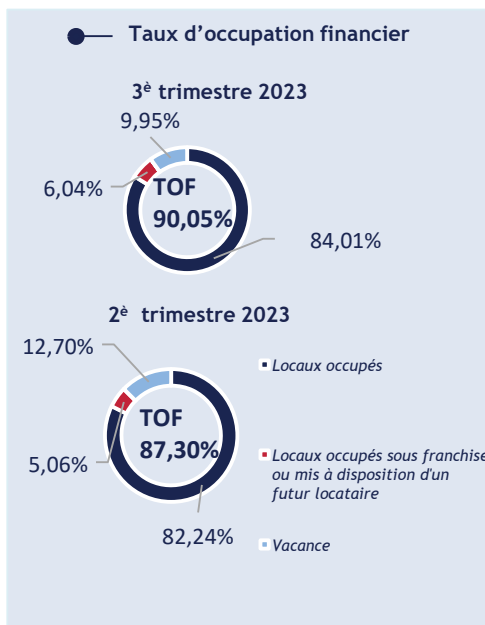 Taux d’occupation financier
3è trimestre 2023
9,95%
6,04%
TOF
90,05%
84,01%
2è trimestre 2023
12,70%
TOF
87,30%
5,06%
82,24%
Locaux occupés
Locaux occupés sous franchise
ou mis à disposition d'un
futur locataire
Vacance